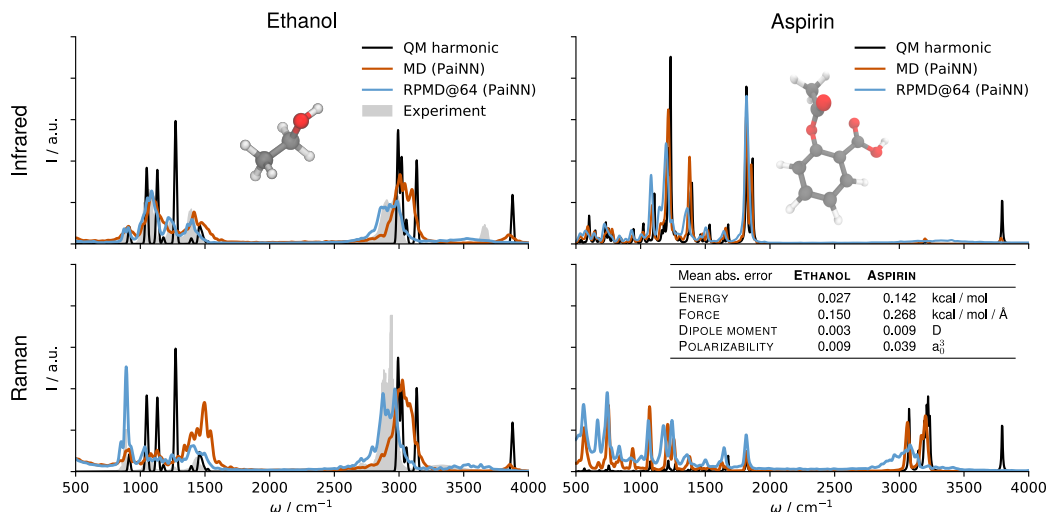 Ethanol
Aspirin
Infrared
I / a.u.
QM harmonic
MD (PaiNN)
RPMD@64 (PaiNN)
Experiment
QM harmonic
MD (PaiNN)
RPMD@64 (PaiNN)
Raman
I / a.u.
Mean abs. error ETHANOL ASPIRIN
ENERGY 0.027 0.142 kcal / mol
FORCE 0.150 0.268 kcal / mol / Å
DIPOLE MOMENT 0.003 0.009 D
POLARIZABILITY 0.009 0.039 a₀³
500 1000 1500 2000 2500 3000 3500 4000
ω / cm⁻¹
500 1000 1500 2000 2500 3000 3500 4000
ω / cm⁻¹